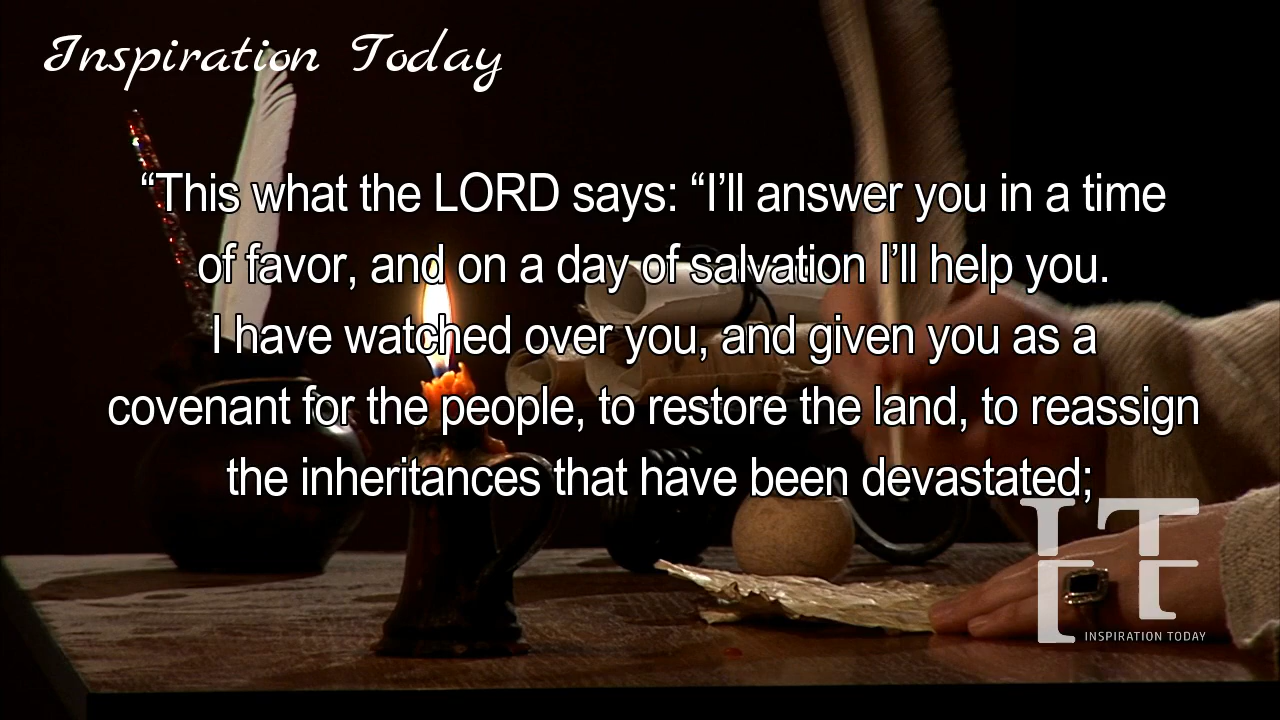 Inspiration Today
“This what the LORD says: “I’ll answer you in a time
of favor, and on a day of salvation I’ll help you.
I have watched over you, and given you as a
covenant for the people, to restore the land, to reassign
the inheritances that have been devastated;
IT
INSPIRATION TODAY